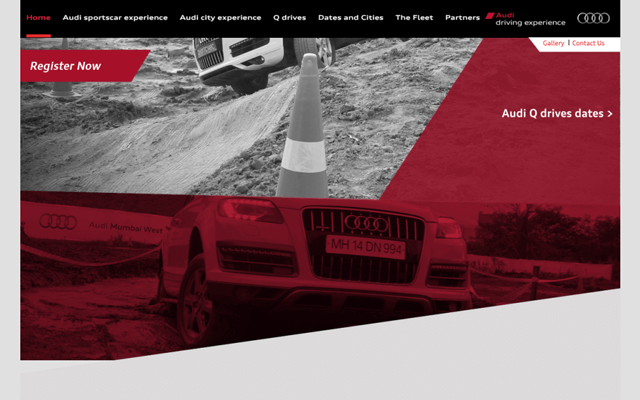 Home Audi sportscar experience Audi city experience Q drives Dates and Cities The Fleet Partners Audi
driving experience
Gallery | Contact Us
Register Now
Audi Q drives dates >
Audi Mumbai West
MH 14 DN 994